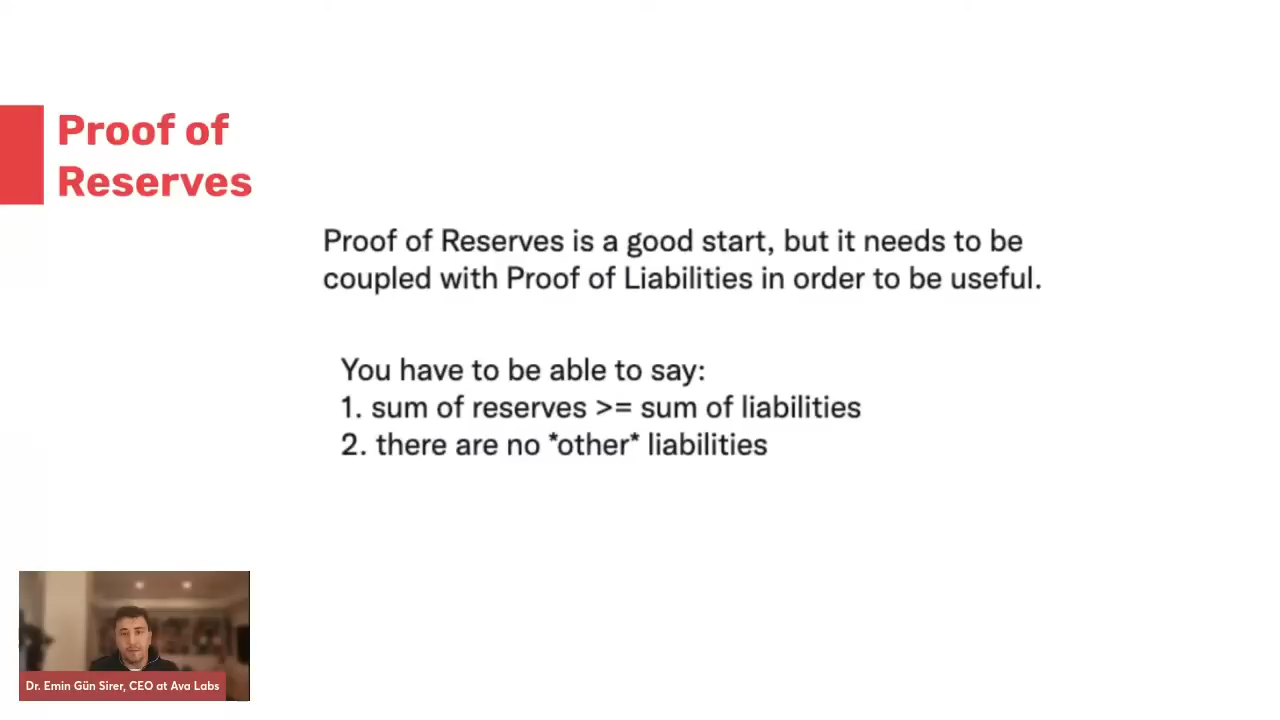 Proof of
Reserves
Proof of Reserves is a good start, but it needs to be
coupled with Proof of Liabilities in order to be useful.
You have to be able to say:
1. sum of reserves >= sum of liabilities
2. there are no *other* liabilities
Dr. Emin Gün Sirer, CEO at Ava Labs